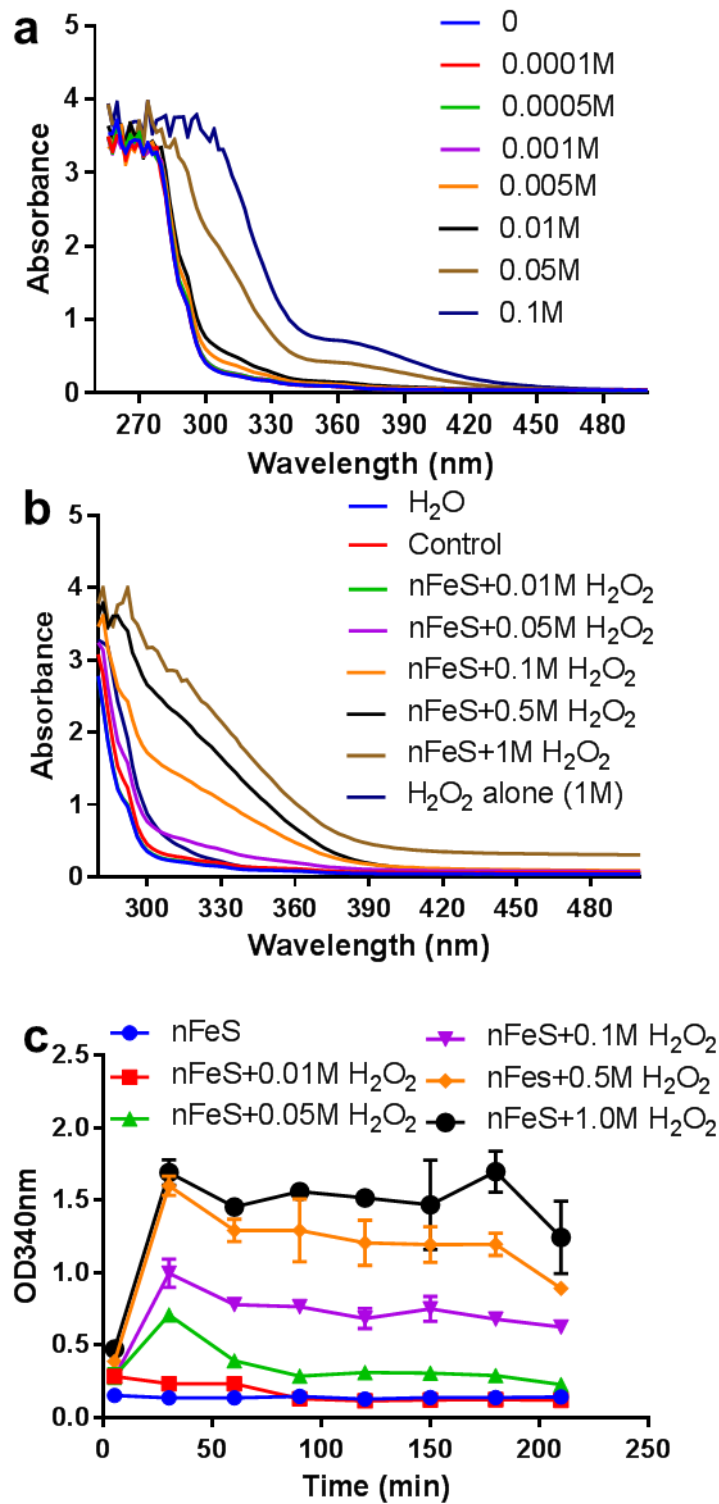 a
0
0.0001M
0.0005M
0.001M
0.005M
0.01M
0.05M
0.1M
5
4
3
2
1
0
Absorbance
270 300 330 360 390 420 450 480
Wavelength (nm)
b
H₂O
Control
nFeS+0.01M H₂O₂
nFeS+0.05M H₂O₂
nFeS+0.1M H₂O₂
nFeS+0.5M H₂O₂
nFeS+1M H₂O₂
H₂O₂ alone (1M)
5
4
3
2
1
0
Absorbance
300 330 360 390 420 450 480
Wavelength (nm)
c
nFeS
nFeS+0.01M H₂O₂
nFeS+0.05M H₂O₂
nFeS+0.1M H₂O₂
nFes+0.5M H₂O₂
nFeS+1.0M H₂O₂
2.5
2.0
1.5
1.0
0.5
0.0
OD340nm
0 50 100 150 200 250
Time (min)